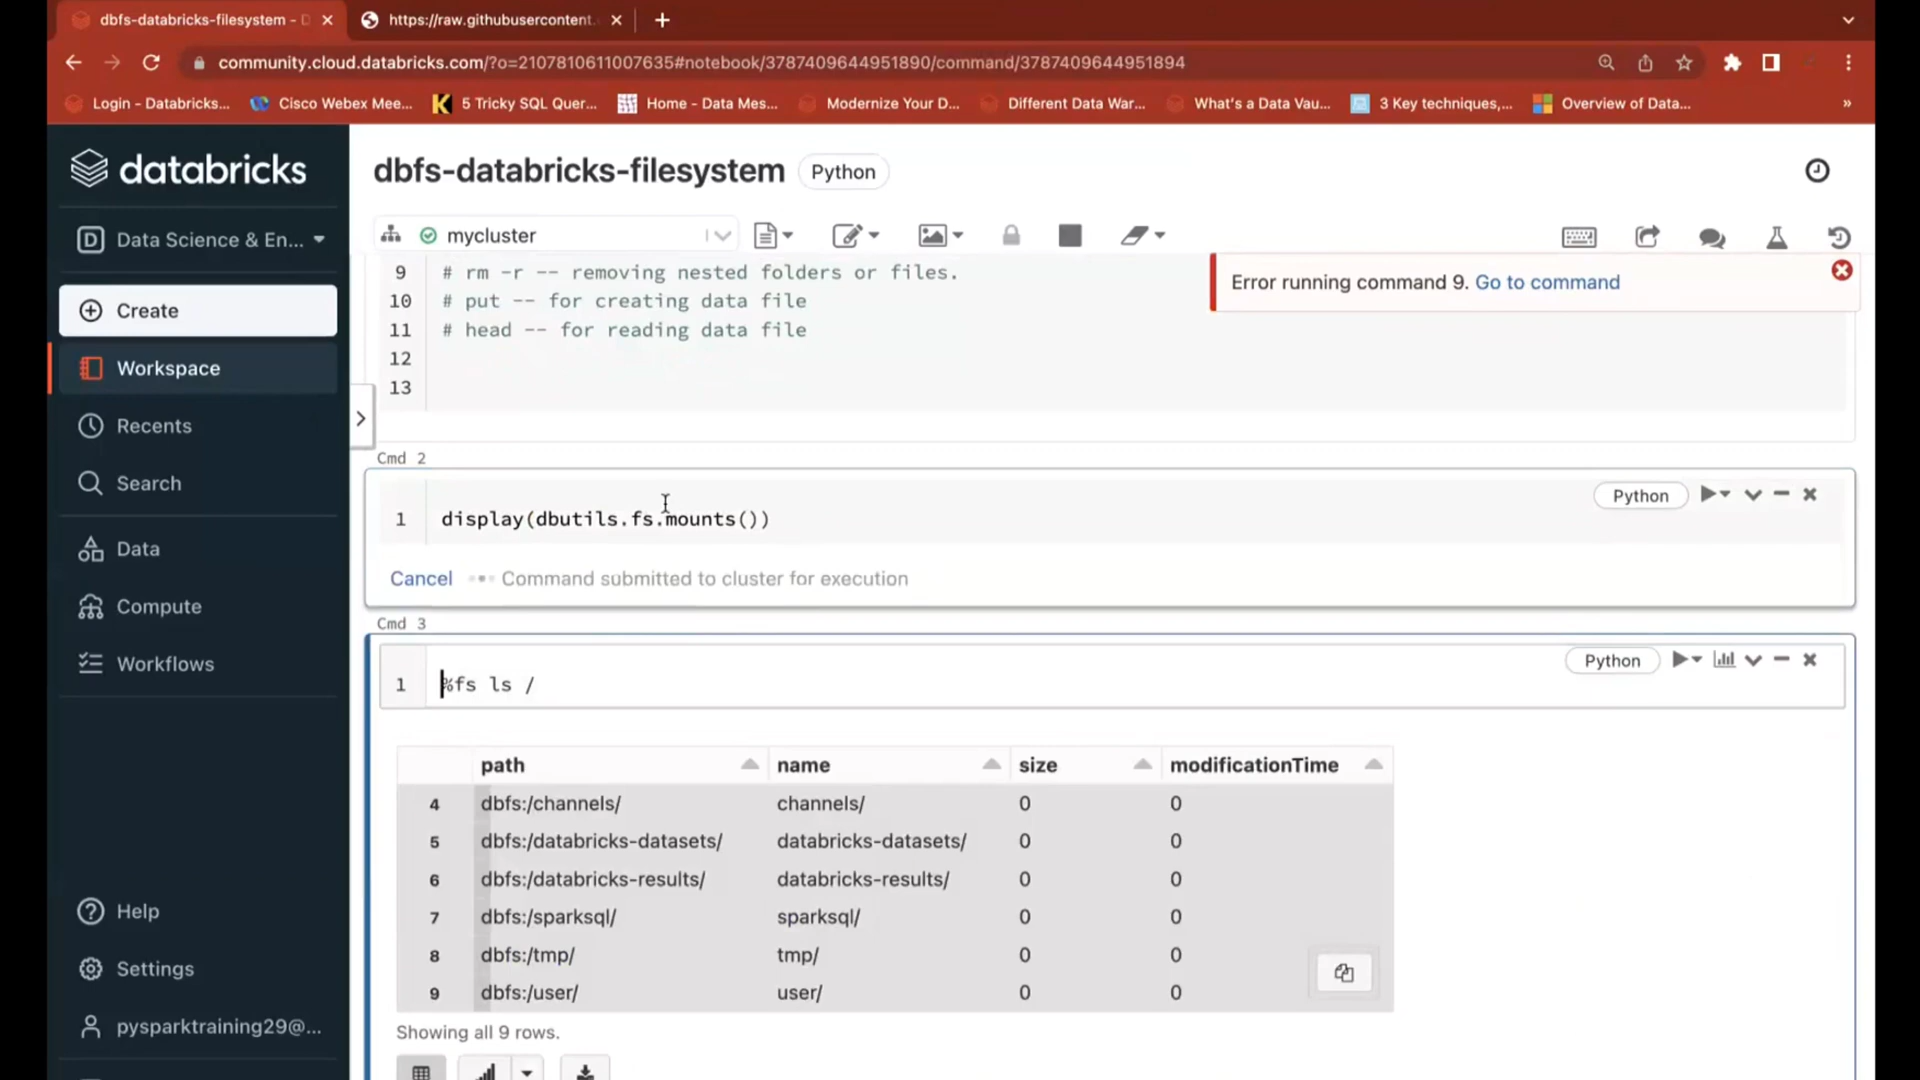 dbfs-databricks-filesystem - D
https://raw.githubusercontent.
community.cloud.databricks.com/?o=2107810611007635#notebook/3787409644951890/command/3787409644951894
Login - Databricks...
Cisco Webex Mee...
5 Tricky SQL Quer...
Home - Data Mes...
Modernize Your D...
Different Data War...
What's a Data Vau...
3 Key techniques,...
Overview of Data...
»
databricks
D Data Science & En...
Create
Workspace
Recents
Search
Data
Compute
Workflows
Help
Settings
pysparktraining29@...
dbfs-databricks-filesystem Python
mycluster
Error running command 9. Go to command
9 # rm -r -- removing nested folders or files.
10 # put -- for creating data file
11 # head -- for reading data file
12
13
Cmd 2
Python
1 display(dbutils.fs.mounts())
Cancel Command submitted to cluster for execution
Cmd 3
Python
1 %fs ls /
path name size modificationTime
4 dbfs:/channels/ channels/ 0 0
5 dbfs:/databricks-datasets/ databricks-datasets/ 0 0
6 dbfs:/databricks-results/ databricks-results/ 0 0
7 dbfs:/sparksql/ sparksql/ 0 0
8 dbfs:/tmp/ tmp/ 0 0
9 dbfs:/user/ user/ 0 0
Showing all 9 rows.